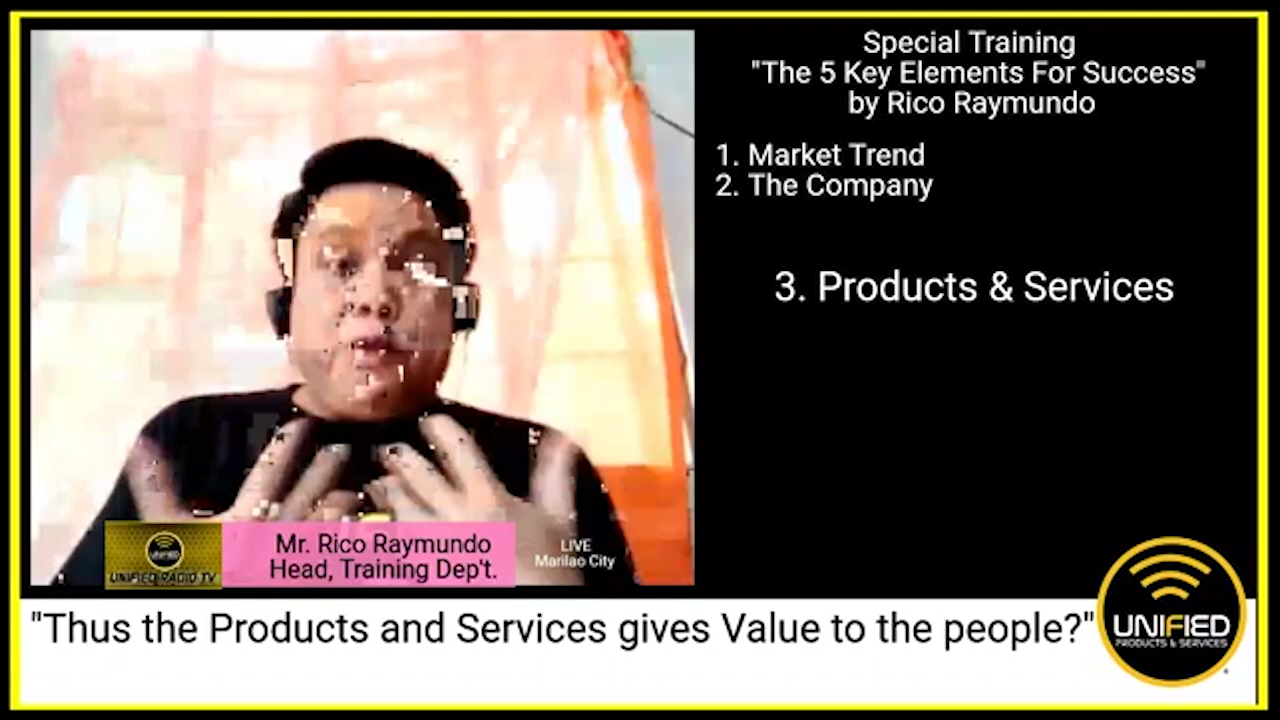 Special Training
"The 5 Key Elements For Success"
by Rico Raymundo
1. Market Trend
2. The Company
3. Products & Services
UNIFIED
UNIFIED RADIO TV
Mr. Rico Raymundo
Head, Training Dep't.
LIVE
Marilao City
"Thus the Products and Services gives Value to the people?"
UNIFIED
PRODUCTS & SERVICES